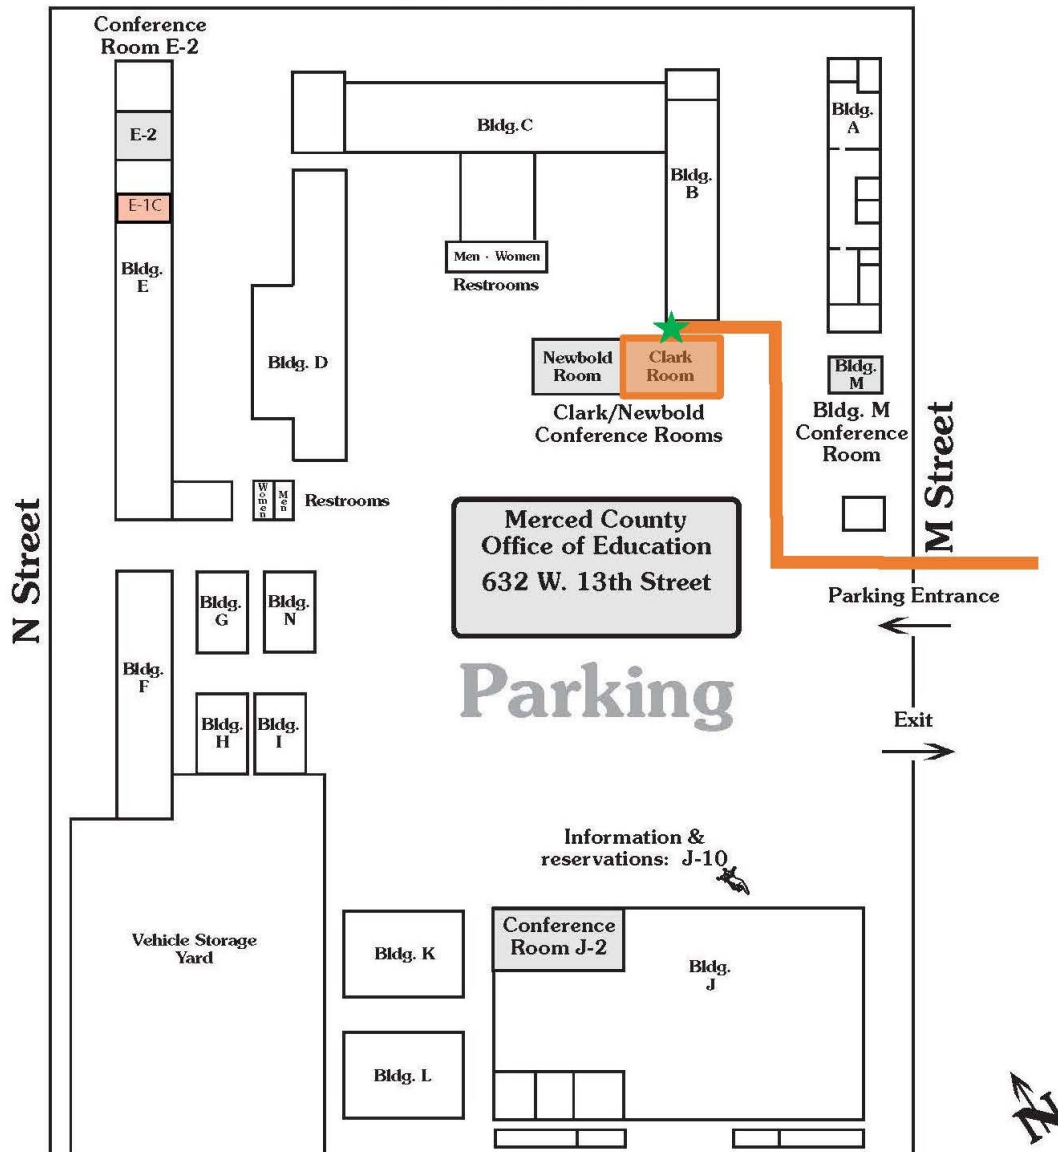 Conference
Room E-2
E-2
E-1C
Bldg.
E
Bldg. C
Bldg.
B
Bldg.
A
Men · Women
Restrooms
Bldg. D
Newbold
Room
Clark
Room
Clark/Newbold
Conference Rooms
Bldg.
M
Bldg. M
Conference
Room
Women
Men
Restrooms
N Street
M Street
Merced County
Office of Education
632 W. 13th Street
Parking Entrance
Parking
Exit
Bldg.
G
Bldg.
N
Bldg.
F
Bldg.
H
Bldg.
I
Information &
reservations: J-10
Vehicle Storage
Yard
Bldg. K
Conference
Room J-2
Bldg.
J
Bldg. L
N